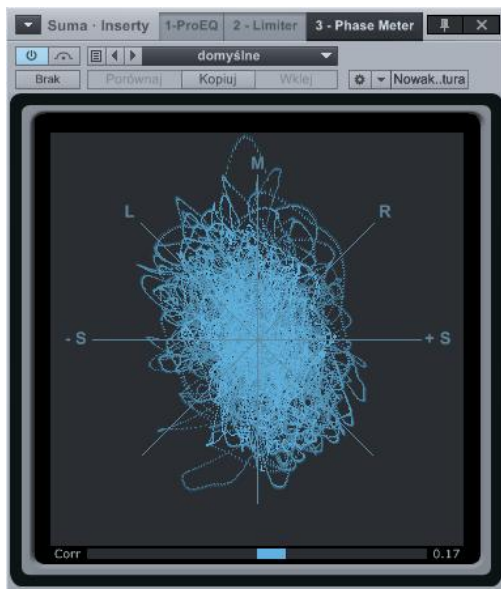 Suma · Inserty 1-ProEQ 2 - Limiter 3 - Phase Meter X
domyślne
Brak Porównaj Kopiuj Wklej Nowak..tura
M
L R
- S + S
Corr 0.17